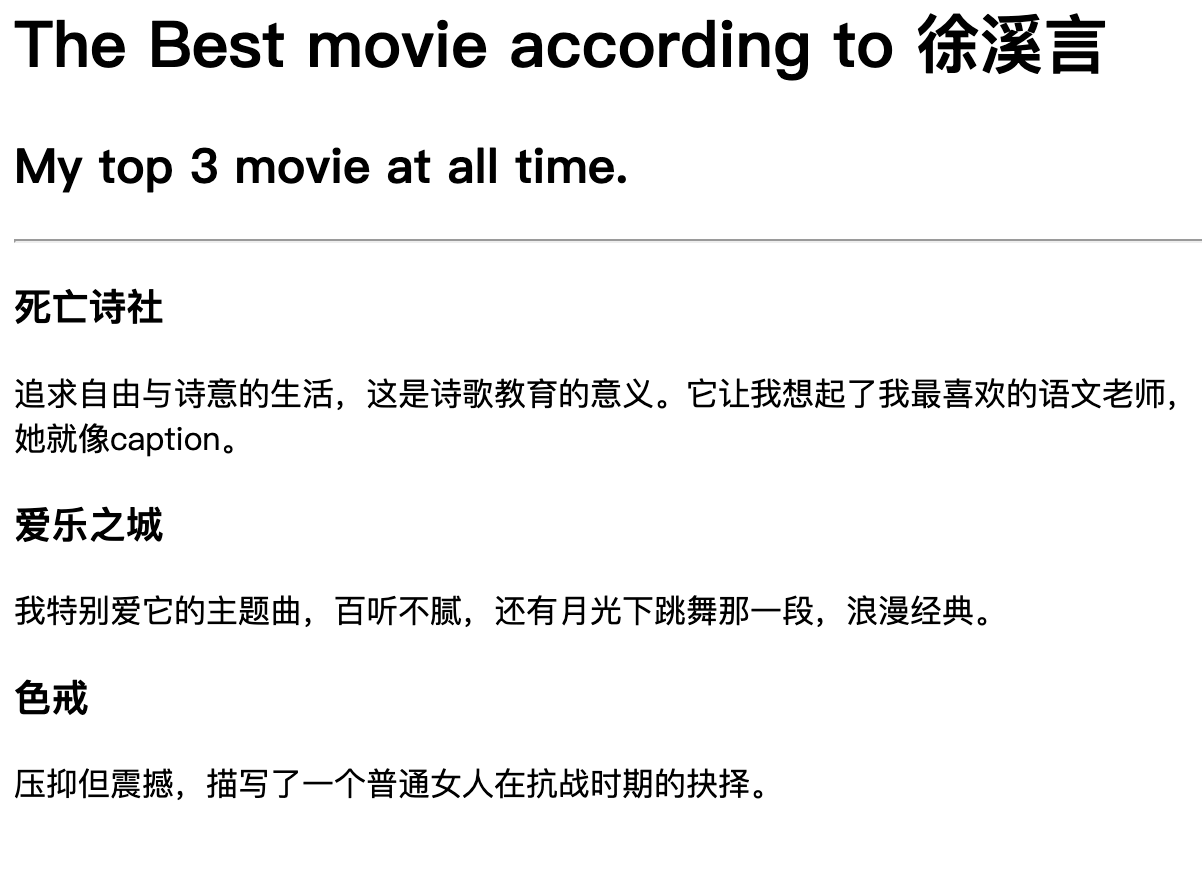 The Best movie according to 徐溪言
My top 3 movie at all time.
死亡诗社
追求自由与诗意的生活，这是诗歌教育的意义。它让我想起了我最喜欢的语文老师，
她就像caption。
爱乐之城
我特别爱它的主题曲，百听不腻，还有月光下跳舞那一段，浪漫经典。
色戒
压抑但震撼，描写了一个普通女人在抗战时期的抉择。